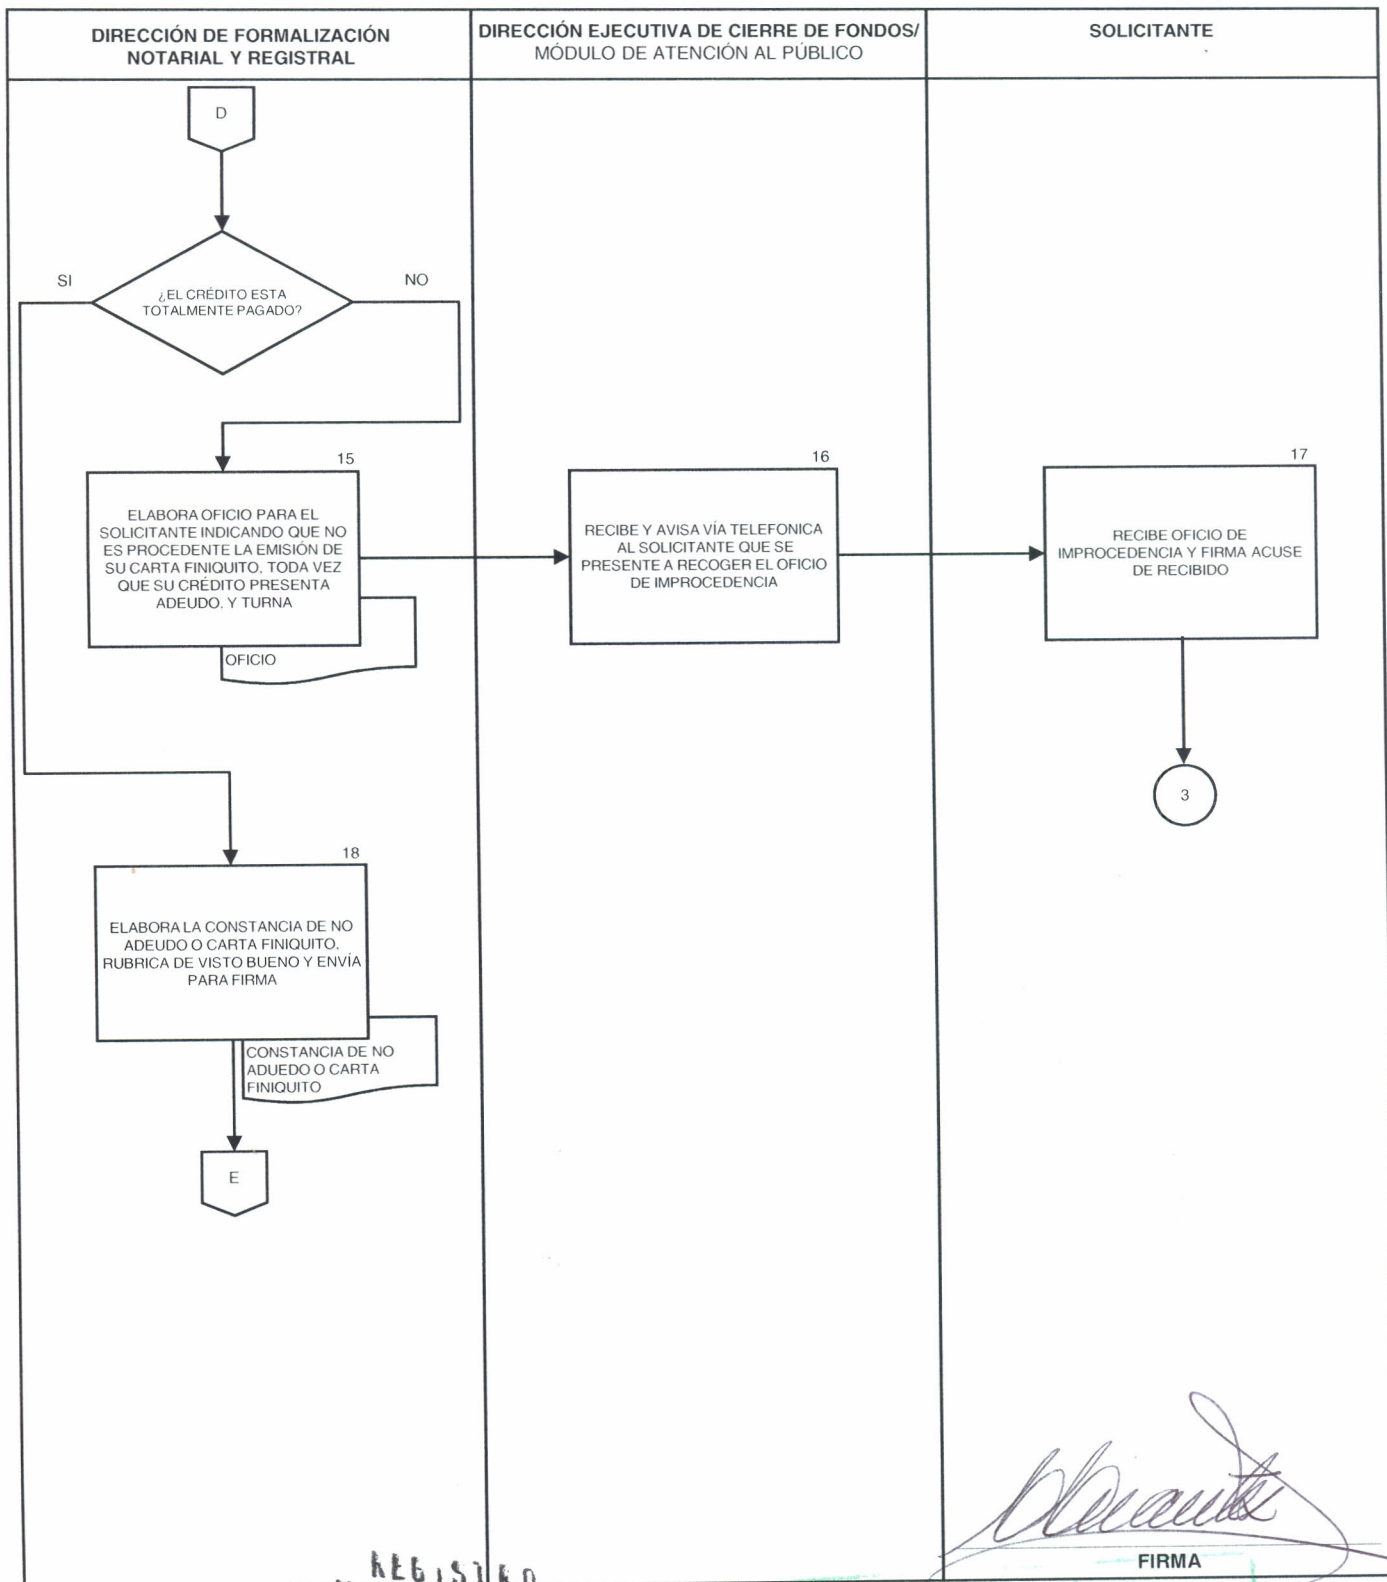 DIRECCIÓN DE FORMALIZACIÓN
NOTARIAL Y REGISTRAL
DIRECCIÓN EJECUTIVA DE CIERRE DE FONDOS/
MÓDULO DE ATENCIÓN AL PÚBLICO
SOLICITANTE
D
SI
¿EL CRÉDITO ESTA
TOTALMENTE PAGADO?
NO
15
ELABORA OFICIO PARA EL
SOLICITANTE INDICANDO QUE NO
ES PROCEDENTE LA EMISIÓN DE
SU CARTA FINIQUITO, TODA VEZ
QUE SU CRÉDITO PRESENTA
ADEUDO. Y TURNA
OFICIO
16
RECIBE Y AVISA VÍA TELEFONICA
AL SOLICITANTE QUE SE
PRESENTE A RECOGER EL OFICIO
DE IMPROCEDENCIA
17
RECIBE OFICIO DE
IMPROCEDENCIA Y FIRMA ACUSE
DE RECIBIDO
3
18
ELABORA LA CONSTANCIA DE NO
ADEUDO O CARTA FINIQUITO,
RUBRICA DE VISTO BUENO Y ENVÍA
PARA FIRMA
CONSTANCIA DE NO
ADUEDO O CARTA
FINIQUITO
E
FIRMA
REGISTRO